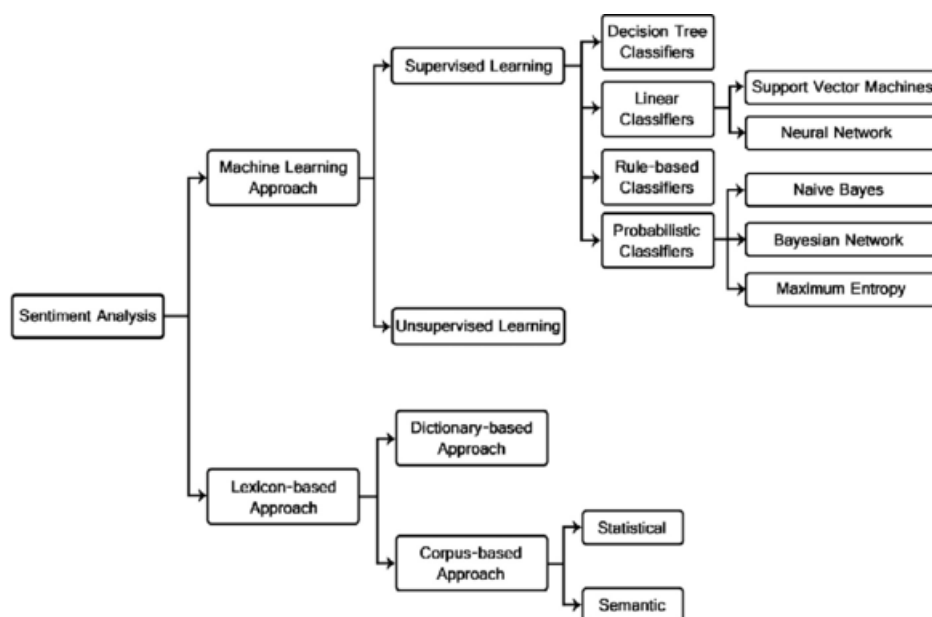 Decision Tree
Classifiers
Supervised Learning
Support Vector Machines
Linear
Classifiers
Neural Network
Machine Learning
Approach
Rule-based
Classifiers
Naive Bayes
Probabilistic
Classifiers
Bayesian Network
Maximum Entropy
Sentiment Analysis
Unsupervised Learning
Dictionary-based
Approach
Lexicon-based
Approach
Statistical
Corpus-based
Approach
Semantic